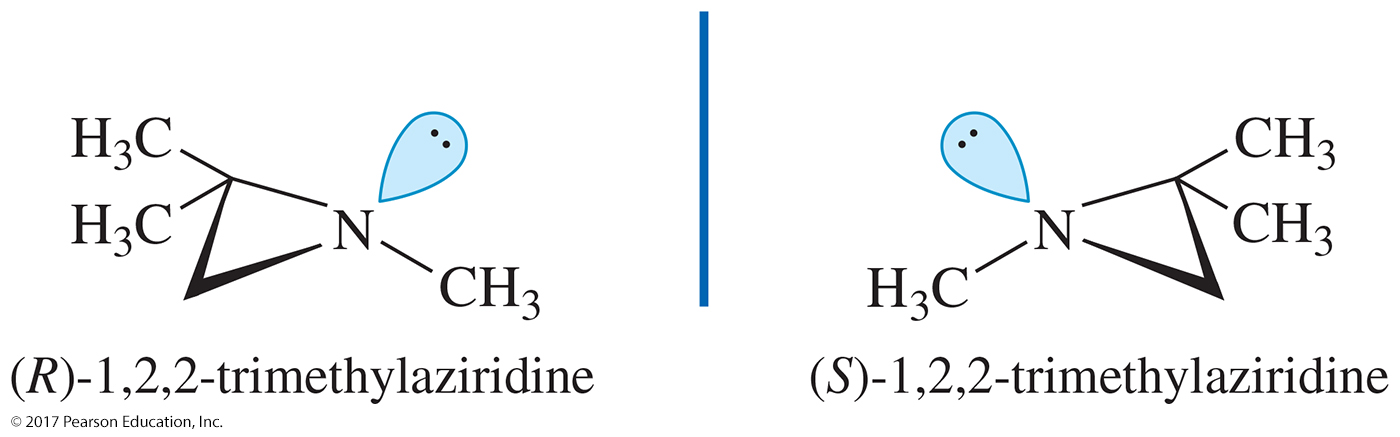 H₃C
H₃C
N
CH₃
(R)-1,2,2-trimethylaziridine
CH₃
CH₃
N
H₃C
(S)-1,2,2-trimethylaziridine
© 2017 Pearson Education, Inc.